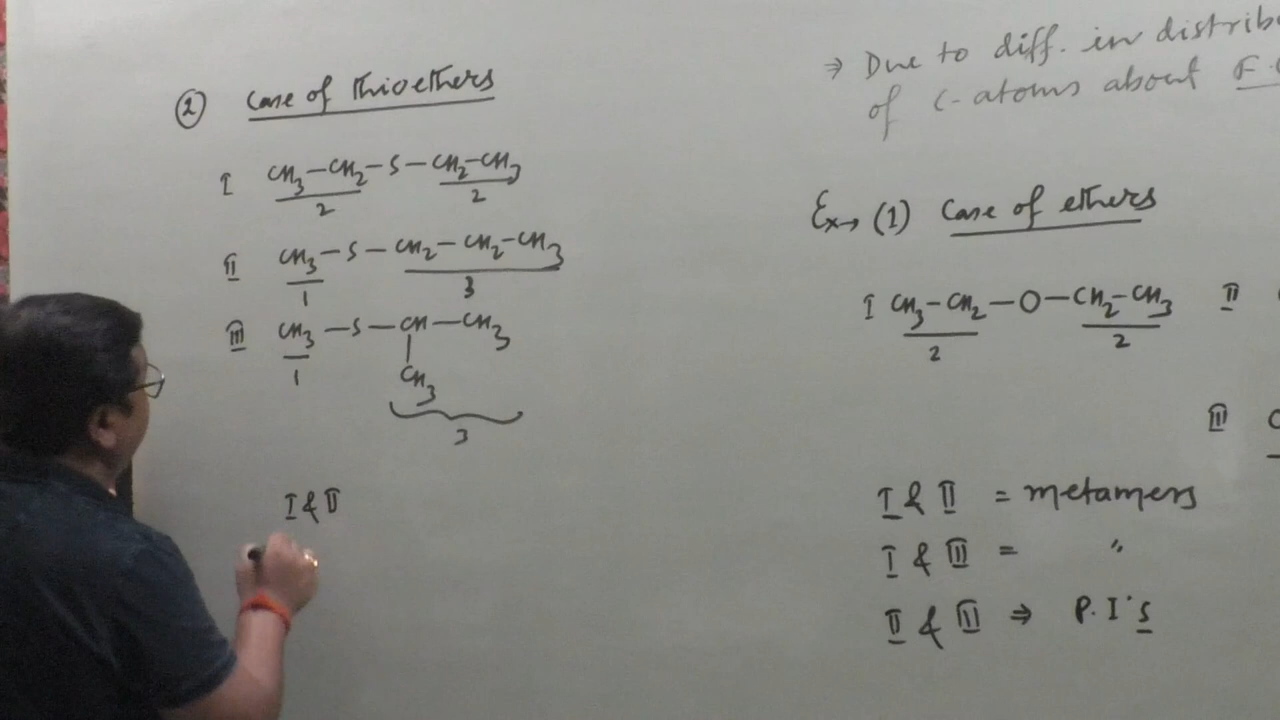 ② Case of thioethers
I CH₃—CH₂—S—CH₂—CH₃
2 2
II CH₃—S—CH₂—CH₂—CH₃
1 3
III CH₃—S—CH—CH₃
|
1 CH₃
3
I & II
⇒ Due to diff. in distrib
of C-atoms about F.
Ex→ (1) Case of ethers
I CH₃—CH₂—O—CH₂—CH₃ II
2 2
III
I & II = metamers
I & III = "
II & III ⇒ P.I's